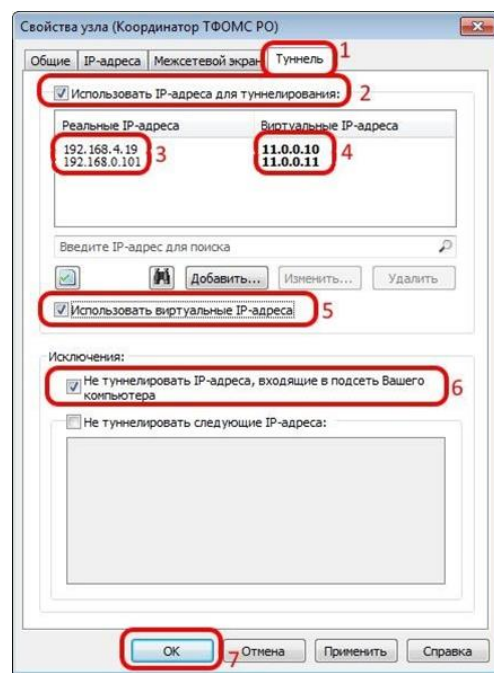 Свойства узла (Координатор ТФОМС РО)
Общие IP-адреса Межсетевой экран Туннель 1
Использовать IP-адреса для туннелирования: 2
Реальные IP-адреса Виртуальные IP-адреса
192.168.4.19 11.0.0.10
192.168.0.101 11.0.0.11
3 4
Введите IP-адрес для поиска
Добавить... Изменить... Удалить
Использовать виртуальные IP-адреса 5
Исключения:
Не туннелировать IP-адреса, входящие в подсеть Вашего
компьютера
6
Не туннелировать следующие IP-адреса:
OK 7 Отмена Применить Справка